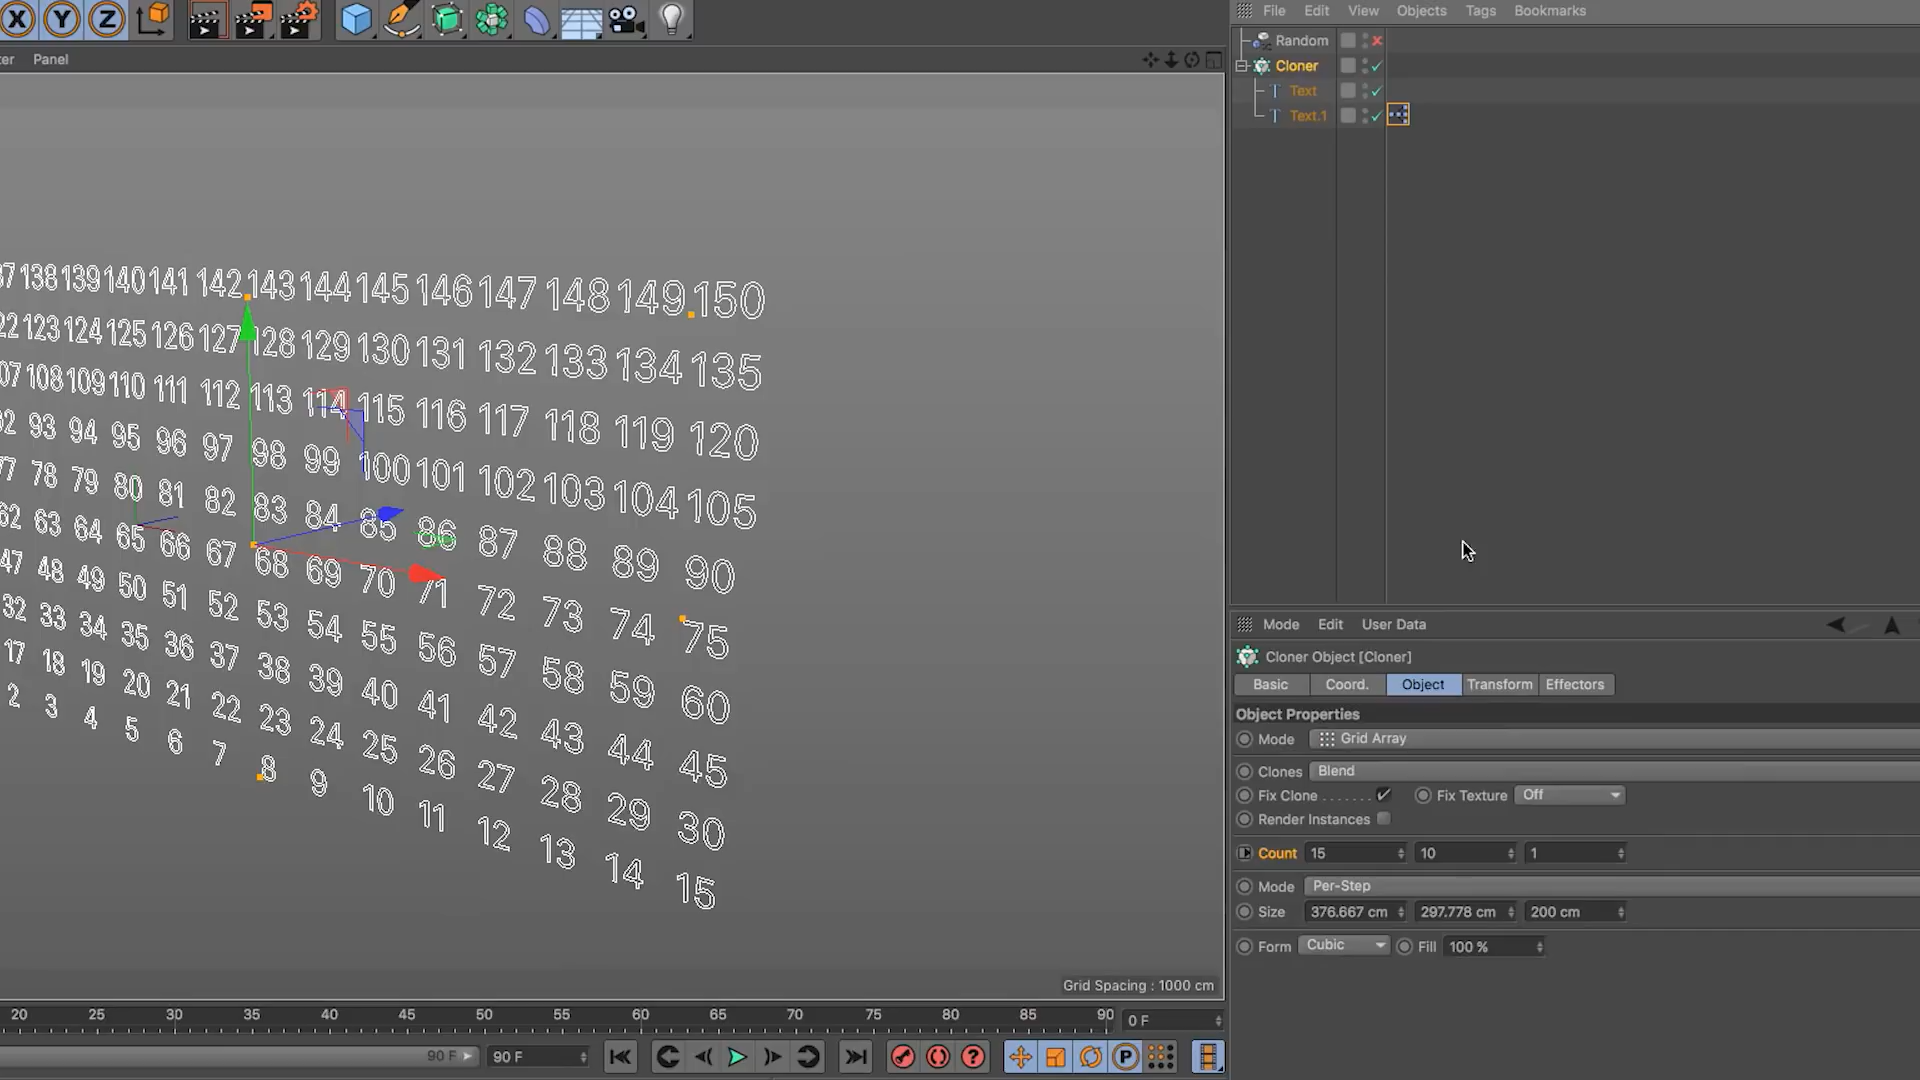 X Y Z
File Edit View Objects Tags Bookmarks
ter Panel
Random
Cloner
Text
Text.1
37 138 139 140 141 142 143 144 145 146 147 148 149 150
22 123 124 125 126 127 128 129 130 131 132 133 134 135
07 108 109 110 111 112 113 114 115 116 117 118 119 120
92 93 94 95 96 97 98 99 100 101 102 103 104 105
77 78 79 80 81 82 83 84 85 86 87 88 89 90
62 63 64 65 66 67 68 69 70 71 72 73 74 75
47 48 49 50 51 52 53 54 55 56 57 58 59 60
32 33 34 35 36 37 38 39 40 41 42 43 44 45
17 18 19 20 21 22 23 24 25 26 27 28 29 30
2 3 4 5 6 7 8 9 10 11 12 13 14 15
Grid Spacing : 1000 cm
20 25 30 35 40 45 50 55 60 65 70 75 80 85 90 0 F
90 F 90 F
P
Mode Edit User Data
Cloner Object [Cloner]
Basic Coord. Object Transform Effectors
Object Properties
Mode Grid Array
Clones Blend
Fix Clone . . . . . . . Fix Texture Off
Render Instances
Count 15 10 1
Mode Per-Step
Size 376.667 cm 297.778 cm 200 cm
Form Cubic Fill 100 %